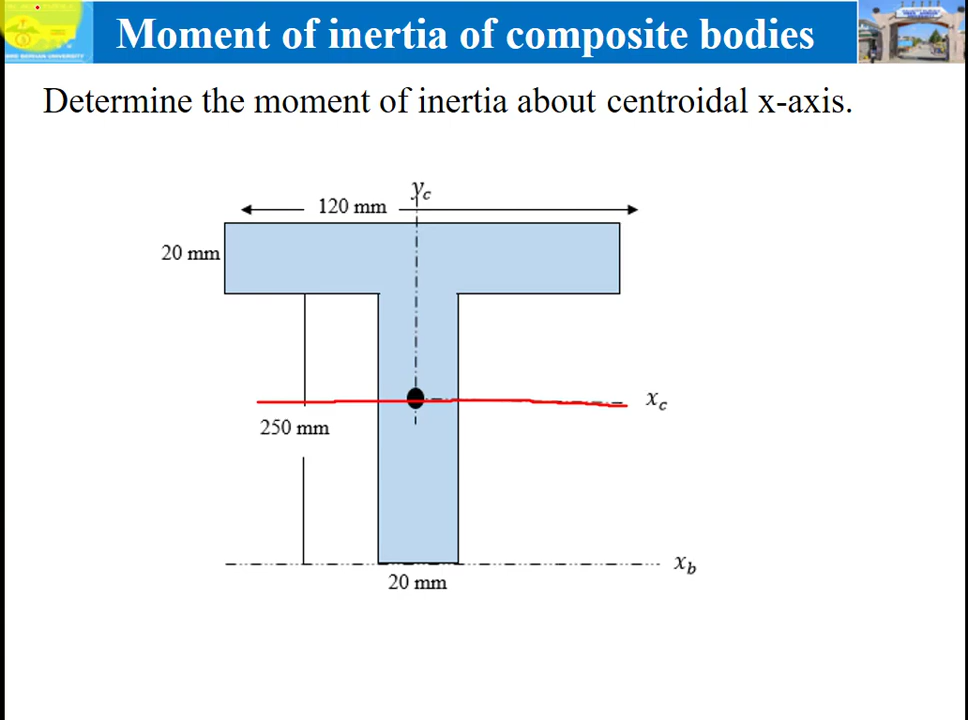 Moment of inertia of composite bodies
Determine the moment of inertia about centroidal x-axis.
y_c
120 mm
20 mm
x_c
250 mm
x_b
20 mm